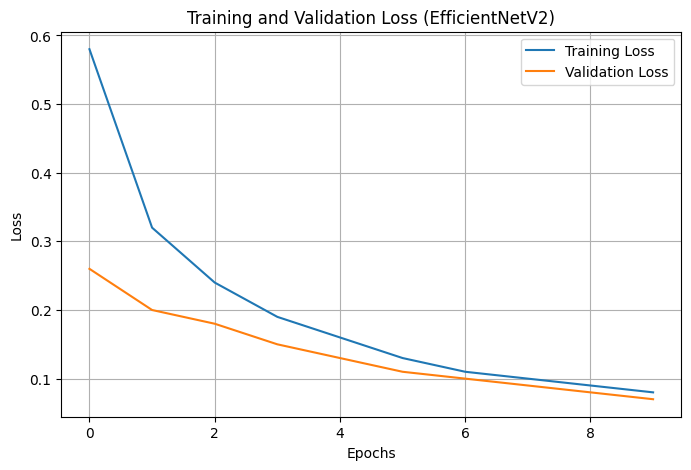 Training and Validation Loss (EfficientNetV2)
Training Loss
Validation Loss
Loss
0.6
0.5
0.4
0.3
0.2
0.1
0 2 4 6 8
Epochs